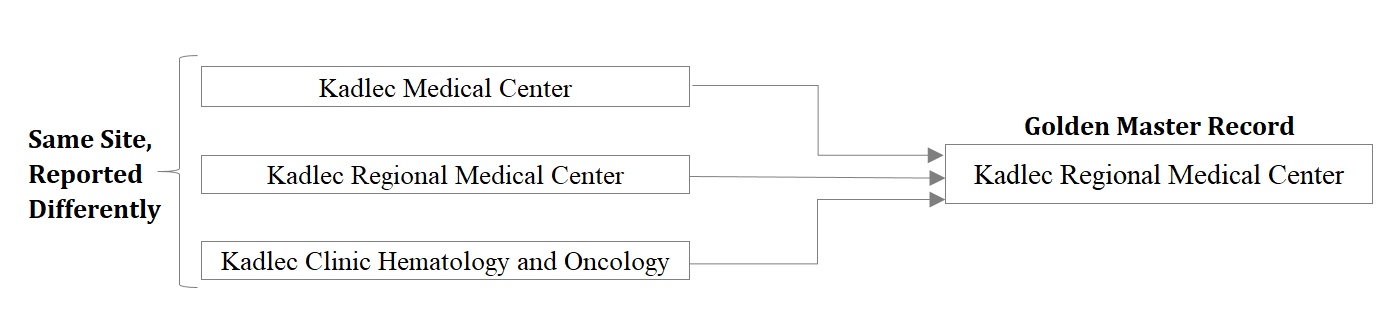 Same Site,
Reported
Differently
Kadlec Medical Center
Kadlec Regional Medical Center
Kadlec Clinic Hematology and Oncology
Golden Master Record
Kadlec Regional Medical Center